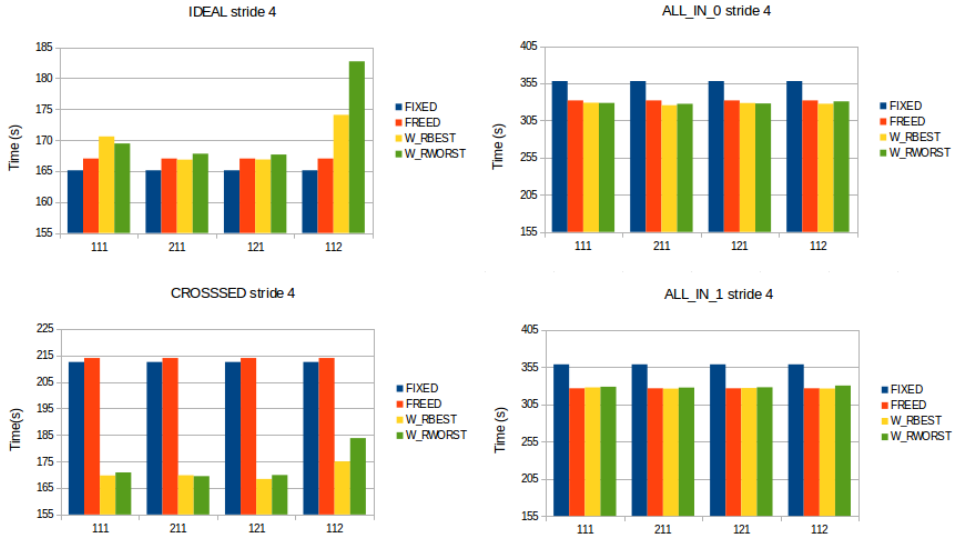 IDEAL stride 4
Time (s)
185
180
175
170
165
160
155
111 211 121 112
FIXED
FREED
W_RBEST
W_RWORST
ALL_IN_0 stride 4
Time (s)
405
355
305
255
205
155
111 211 121 112
FIXED
FREED
W_RBEST
W_RWORST
CROSSSED stride 4
Time(s)
225
215
205
195
185
175
165
155
111 211 121 112
FIXED
FREED
W_RBEST
W_RWORST
ALL_IN_1 stride 4
Time (s)
405
355
305
255
205
155
111 211 121 112
FIXED
FREED
W_RBEST
W_RWORST